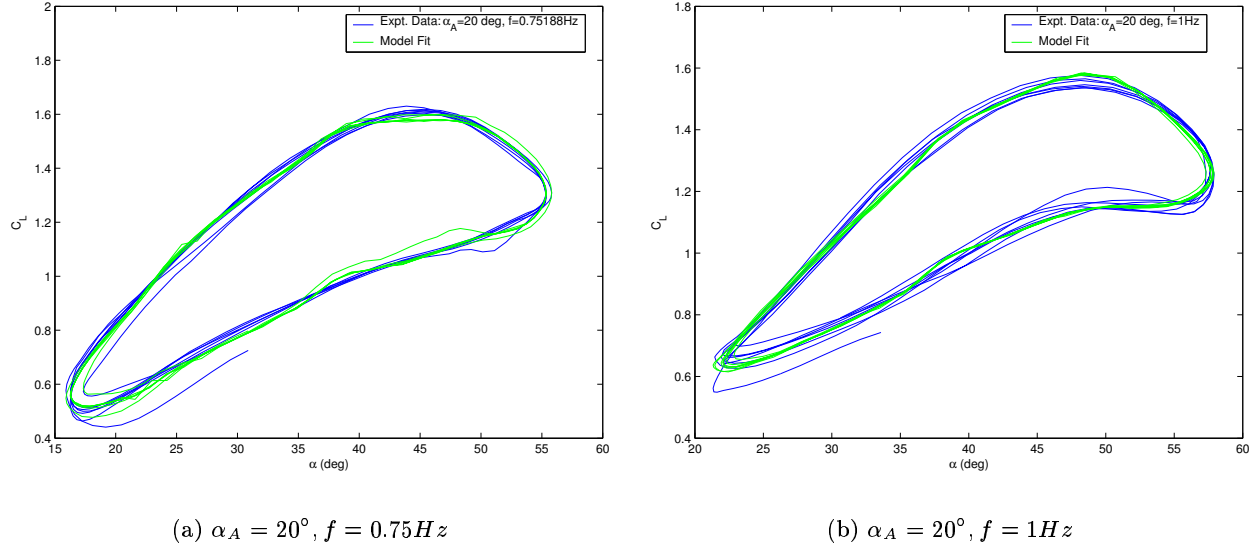 2
1.8
1.6
1.4
1.2
1
0.8
0.6
0.4
C_L
15 20 25 30 35 40 45 50 55 60
α (deg)
Expt. Data: α_A=20 deg, f=0.75188Hz
Model Fit
(a) α_A = 20°, f = 0.75Hz
1.8
1.6
1.4
1.2
1
0.8
0.6
0.4
C_L
20 25 30 35 40 45 50 55 60
α (deg)
Expt. Data: α_A=20 deg, f=1Hz
Model Fit
(b) α_A = 20°, f = 1Hz